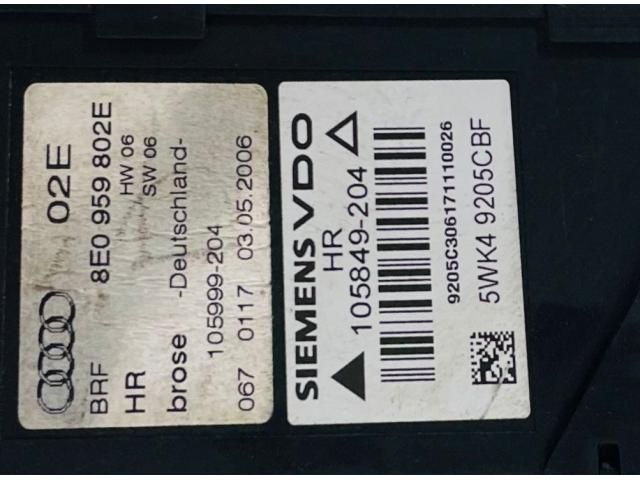 02E
BRF 8E0 959 802E
HR HW 06
SW 06
brose -Deutschland-
105999-204
067 0117 03.05.2006
SIEMENS VDO
HR
105849-204
9205C306171110026
5WK4 9205CBF